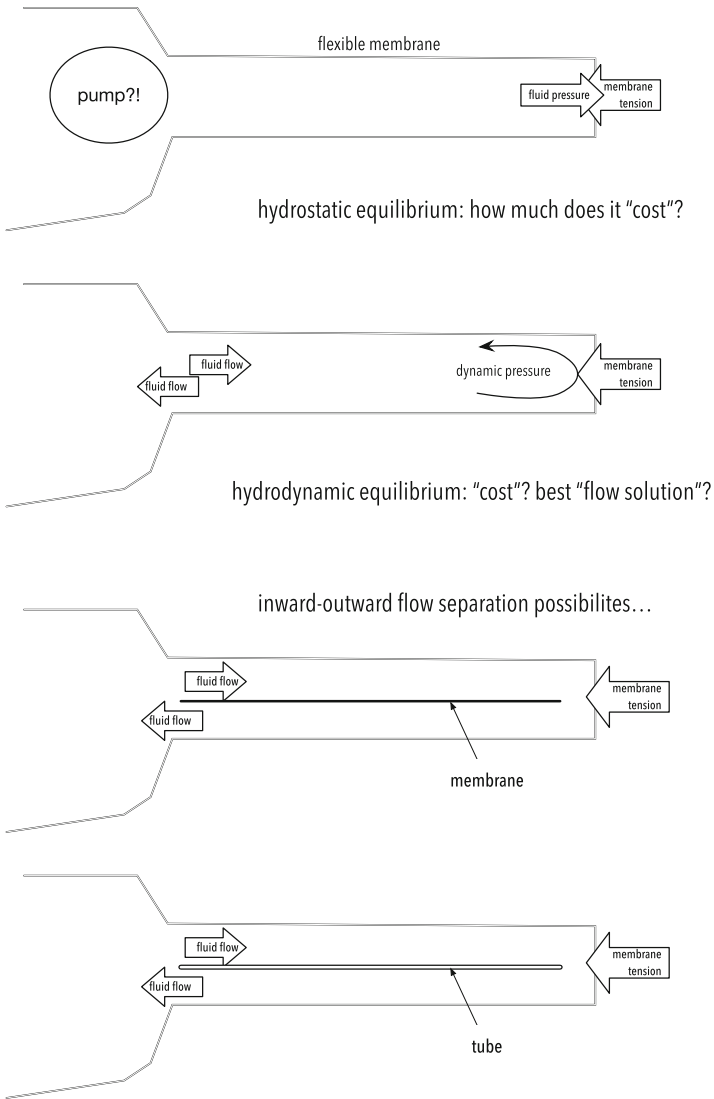 flexible membrane
pump?!
fluid pressure
membrane
tension
hydrostatic equilibrium: how much does it “cost”?
fluid flow
fluid flow
dynamic pressure
membrane
tension
hydrodynamic equilibrium: “cost”? best “flow solution”?
inward-outward flow separation possibilites…
fluid flow
fluid flow
membrane
tension
membrane
fluid flow
fluid flow
membrane
tension
tube